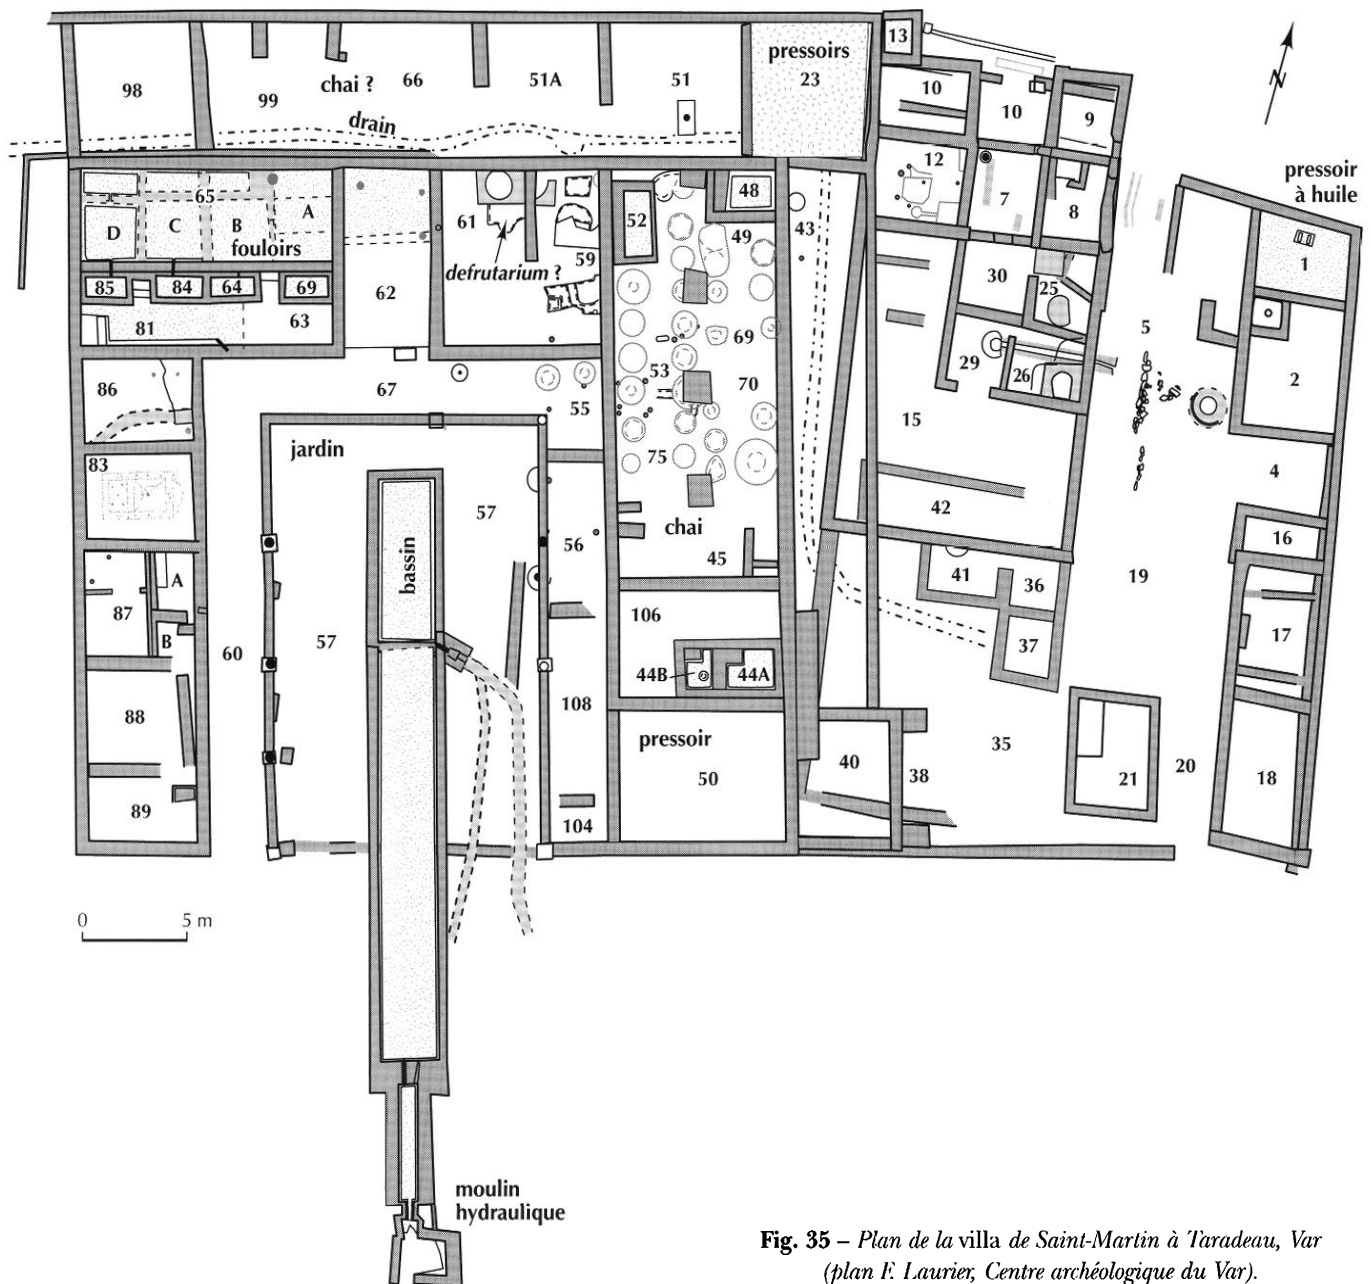 13
98
99
chai ?
66
51A
51
pressoirs
23
10
10
9
N
drain
12
7
8
pressoir
à huile
65
A
B
C
D
fouloirs
61
defrutarium ?
59
52
48
49
43
30
25
1
85
84
64
69
62
63
81
69
5
29
26
2
86
67
55
53
70
15
jardin
75
83
57
bassin
56
chai
45
42
4
16
A
87
B
60
57
106
41
36
19
17
37
44B
44A
88
108
pressoir
50
40
38
35
21
20
18
89
104
0
5 m
moulin
hydraulique
Fig. 35 – Plan de la villa de Saint-Martin à Taradeau, Var
(plan F. Laurier, Centre archéologique du Var).